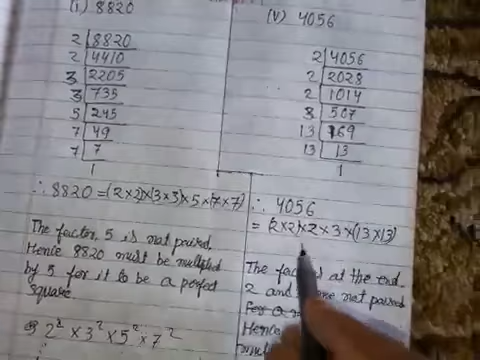 (i) 8820
2 | 8820
2 | 4410
3 | 2205
3 | 735
5 | 245
7 | 49
7 | 7
1
∴ 8820 = (2×2)×(3×3)×5×(7×7)
The factor, 5 is not paired.
Hence 8820 must be multiplied
by 5 for it to be a perfect
square.
2² × 3² × 5² × 7²
(v) 4056
2 | 4056
2 | 2028
2 | 1014
3 | 507
13 | 169
13 | 13
1
∴ 4056
= (2×2)×2×3×(13×13)
The at the end
2 and not paired
For a
Hence